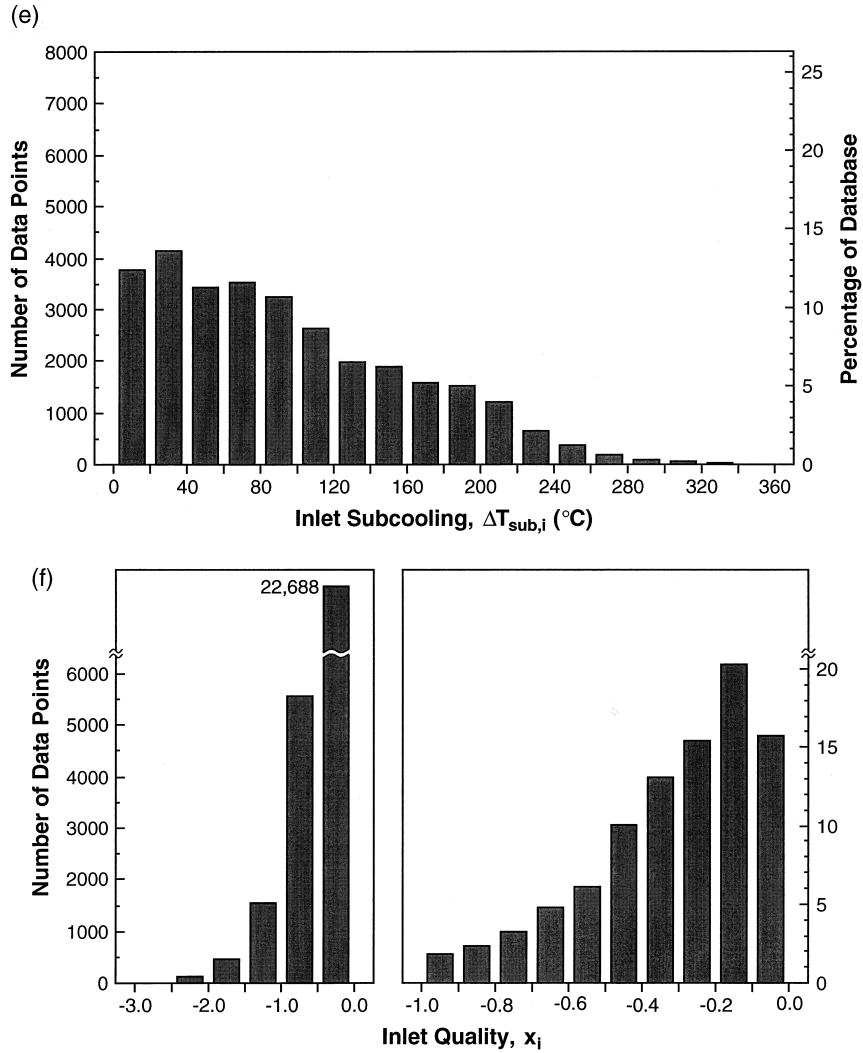 (e)
8000
7000
6000
5000
4000
3000
2000
1000
0
Number of Data Points
25
20
15
10
5
0
Percentage of Database
0 40 80 120 160 200 240 280 320 360
Inlet Subcooling, ΔTsub,i (°C)
(f)
22,688
6000
5000
4000
3000
2000
1000
0
Number of Data Points
20
15
10
5
0
-3.0 -2.0 -1.0 0.0
-1.0 -0.8 -0.6 -0.4 -0.2 0.0
Inlet Quality, xi